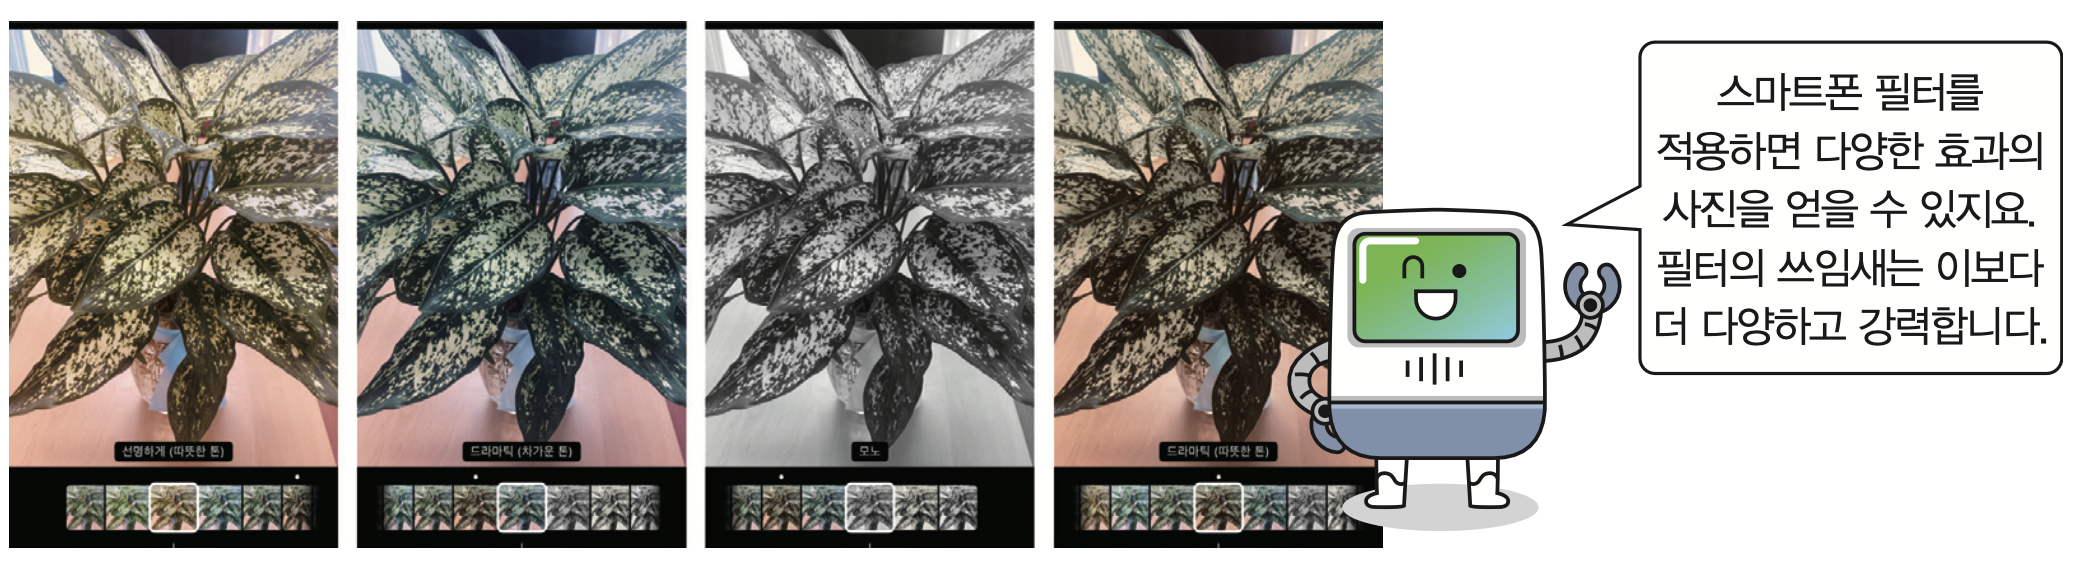 선명하게 (따뜻한 톤)
드라마틱 (차가운 톤)
모노
드라마틱 (따뜻한 톤)
스마트폰 필터를
적용하면 다양한 효과의
사진을 얻을 수 있지요.
필터의 쓰임새는 이보다
더 다양하고 강력합니다.